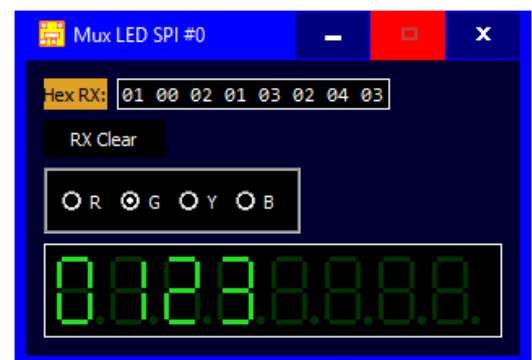 Mux LED SPI #0
Hex RX: 01 00 02 01 03 02 04 03
RX Clear
R G Y B
0123